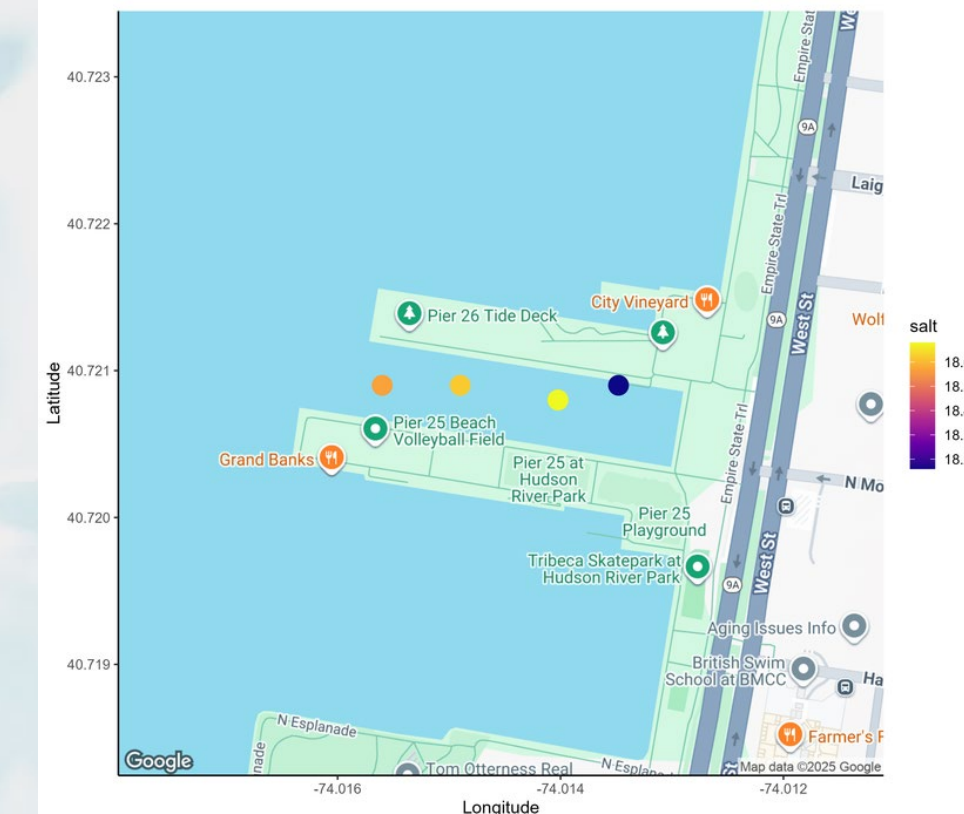 40.723
40.722
40.721
40.720
40.719
Latitude
-74.016
-74.014
-74.012
Longitude
Empire State Trl
9A
Laig
Empire State Trl
City Vineyard
Pier 26 Tide Deck
9A
West St
Wolf
Pier 25 Beach
Volleyball Field
Grand Banks
Pier 25 at
Hudson
River Park
Empire State Trl
N Mo
Pier 25
Playground
Tribeca Skatepark at
Hudson River Park
West St
9A
Aging Issues Info
British Swim
School at BMCC
Ha
N Esplanade
Farmer's F
Google
Tom Otterness Real
Map data ©2025 Google
salt
18.
18.
18.
18.
18.